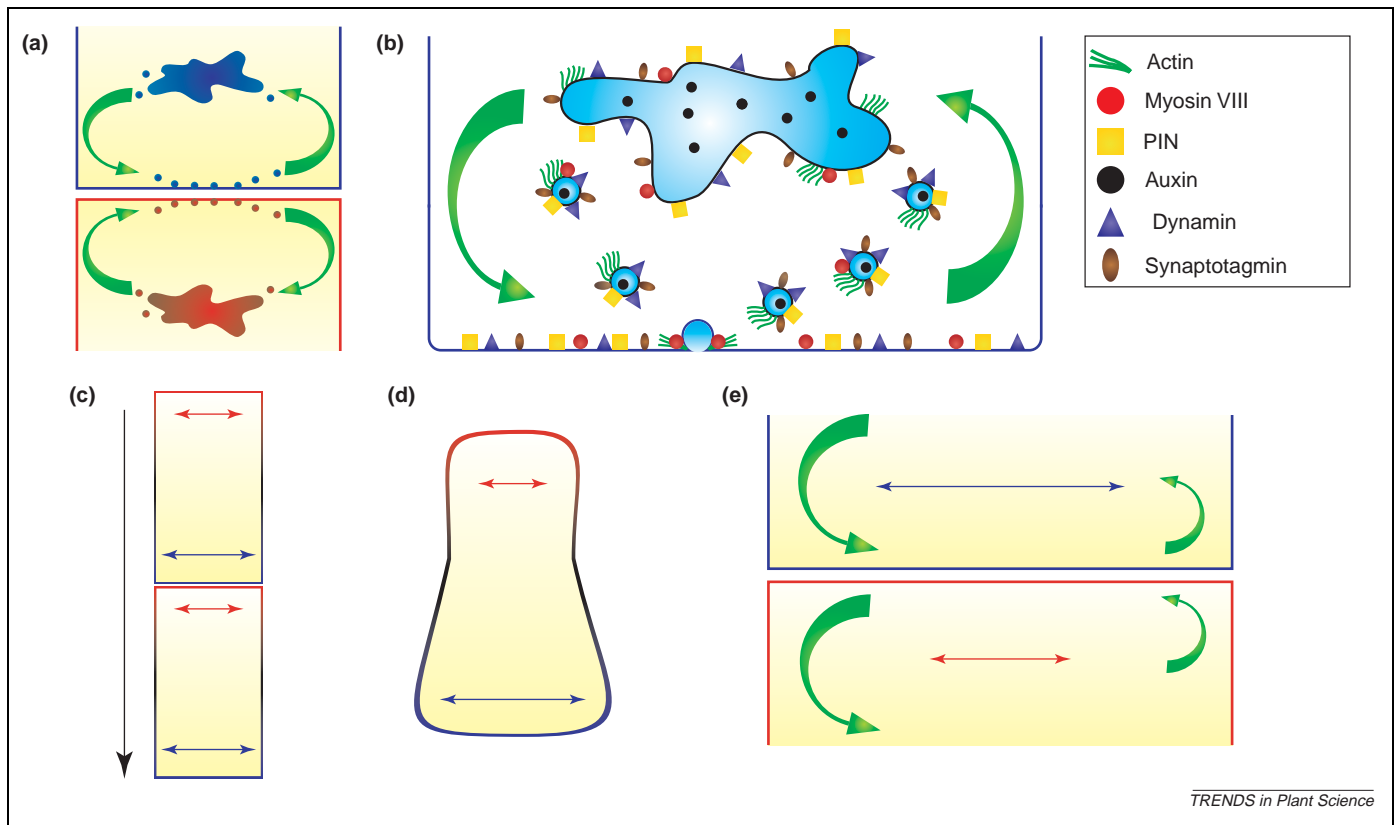 (a)
(b)
Actin
Myosin VIII
PIN
Auxin
Dynamin
Synaptotagmin
(c)
(d)
(e)
TRENDS in Plant Science